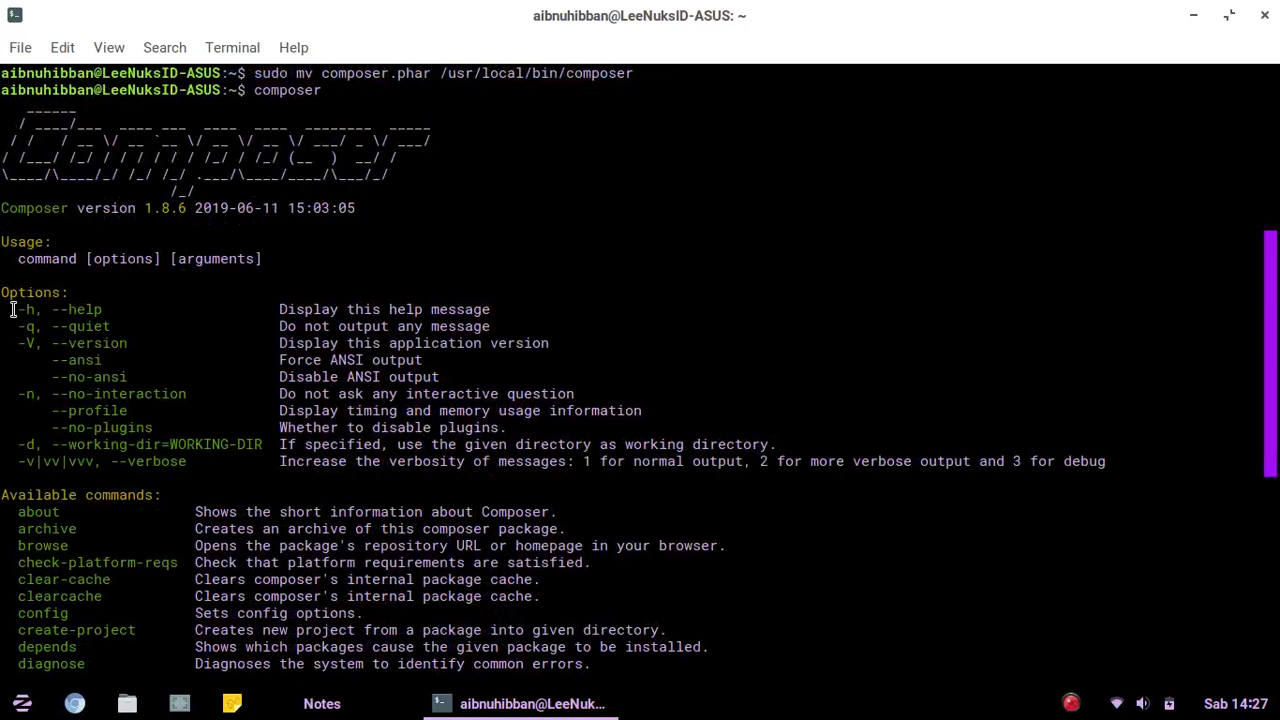 aibnuhibban@LeeNuksID-ASUS: ~
File Edit View Search Terminal Help
aibnuhibban@LeeNuksID-ASUS:~$ sudo mv composer.phar /usr/local/bin/composer
aibnuhibban@LeeNuksID-ASUS:~$ composer
Composer
Composer version 1.8.6 2019-06-11 15:03:05
Usage:
command [options] [arguments]
Options:
-h, --help Display this help message
-q, --quiet Do not output any message
-V, --version Display this application version
--ansi Force ANSI output
--no-ansi Disable ANSI output
-n, --no-interaction Do not ask any interactive question
--profile Display timing and memory usage information
--no-plugins Whether to disable plugins.
-d, --working-dir=WORKING-DIR If specified, use the given directory as working directory.
-v|vv|vvv, --verbose Increase the verbosity of messages: 1 for normal output, 2 for more verbose output and 3 for debug
Available commands:
about Shows the short information about Composer.
archive Creates an archive of this composer package.
browse Opens the package's repository URL or homepage in your browser.
check-platform-reqs Check that platform requirements are satisfied.
clear-cache Clears composer's internal package cache.
clearcache Clears composer's internal package cache.
config Sets config options.
create-project Creates new project from a package into given directory.
depends Shows which packages cause the given package to be installed.
diagnose Diagnoses the system to identify common errors.
Notes aibnuhibban@LeeNuk... Sab 14:27